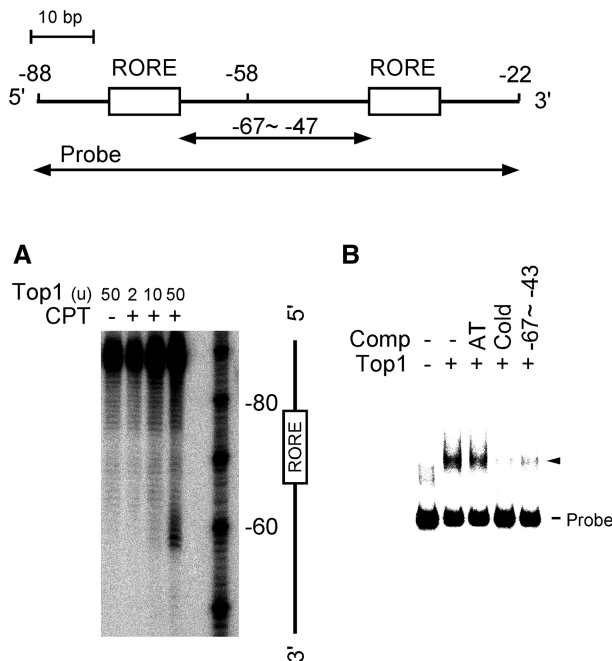 10 bp
RORE RORE
-88 -58 -22
5' 3'
-67~ -47
Probe
A B
Top1 (u) 50 2 10 50
CPT - + + +
5'
-80
RORE
-60
3'
Comp - - AT Cold -67~ -43
Top1 - + + + +
Probe